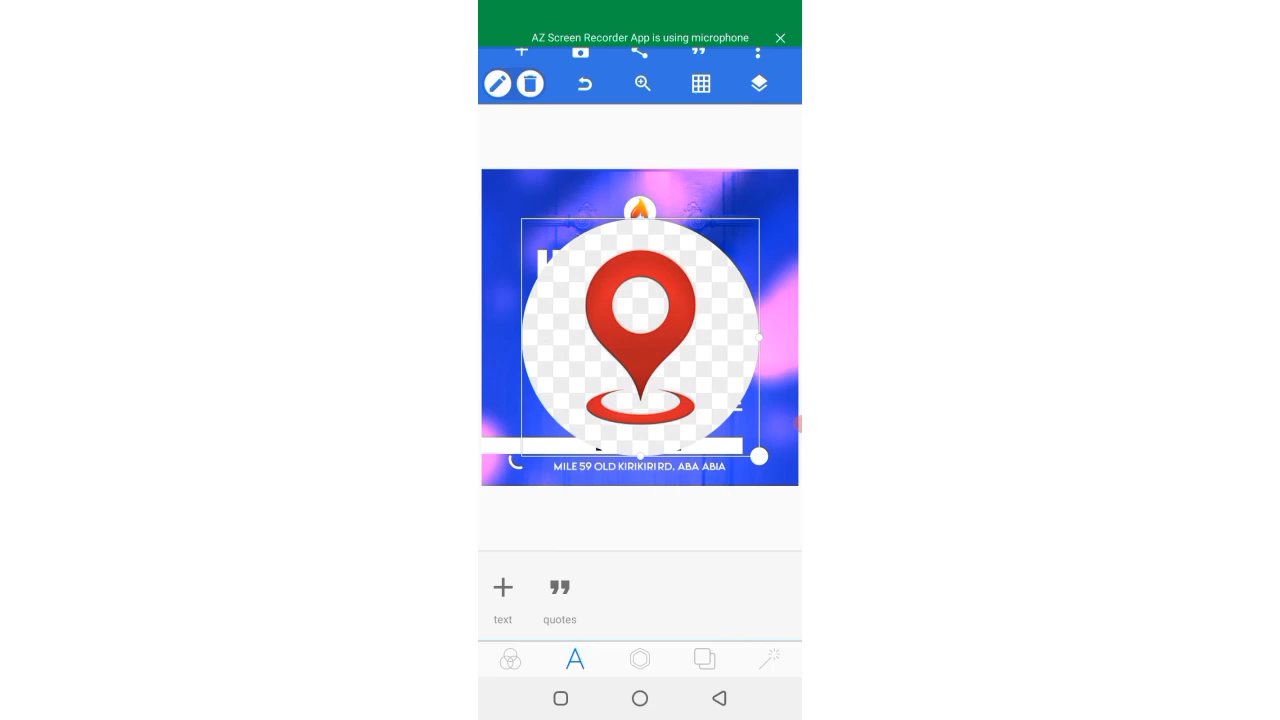 AZ Screen Recorder App is using microphone
MILE 59 OLD KIRIKIRI RD, ABA ABIA
text
quotes